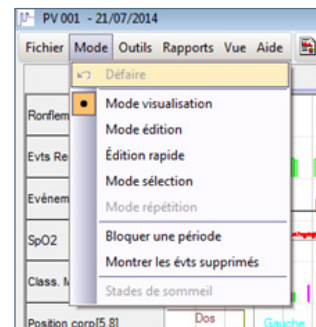 PV 001 - 21/07/2014
Fichier Mode Outils Rapports Vue Aide
Défaire
Mode visualisation
Ronflem
Mode édition
Evts Re
Édition rapide
Mode sélection
Evénem
Mode répétition
SpO2
Bloquer une période
Montrer les évts supprimés
Class. M
Stades de sommeil
Position corp[5.8]
Dos
Gauche